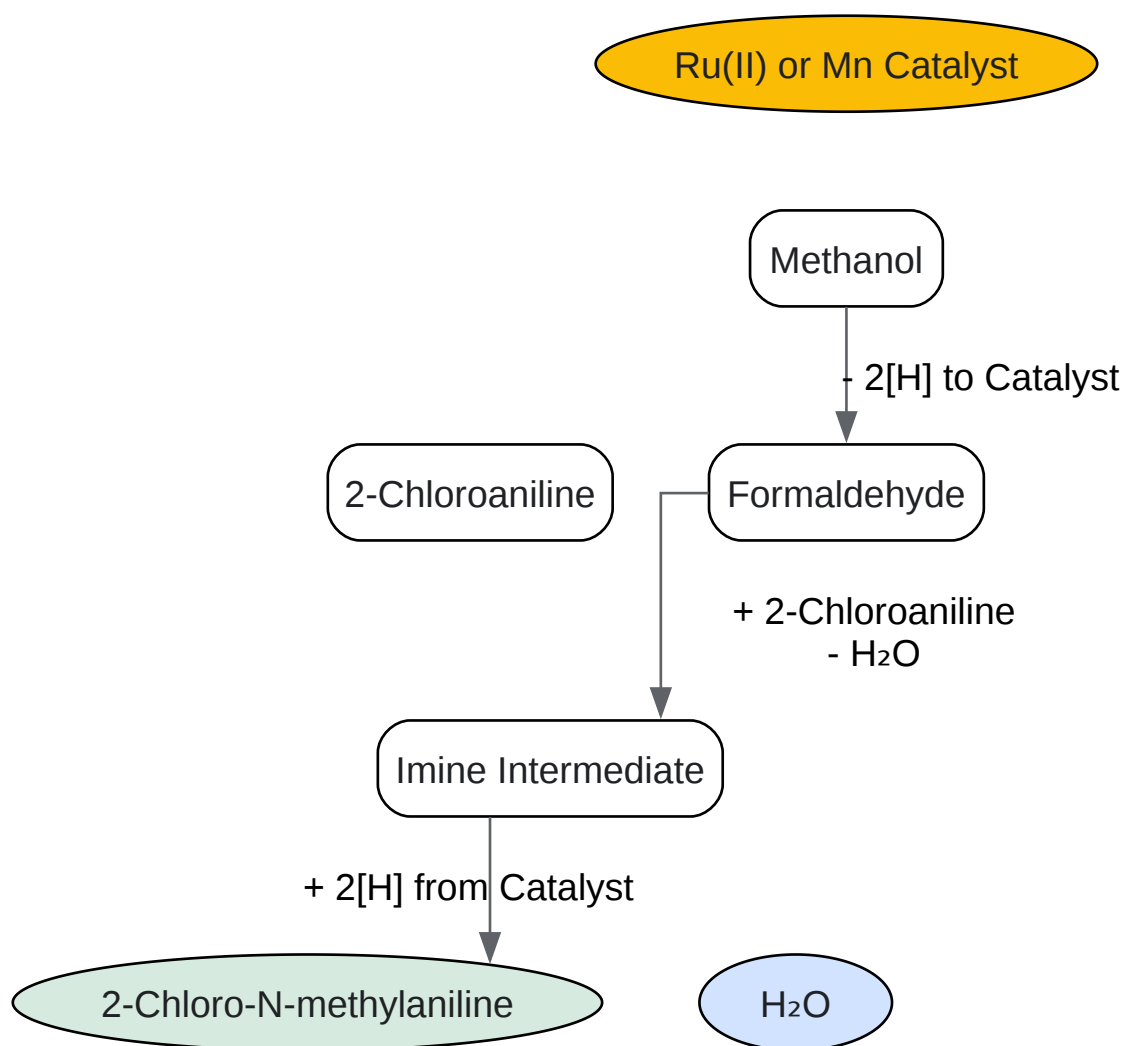 Ru(II) or Mn Catalyst
Methanol
- 2[H] to Catalyst
2-Chloroaniline
Formaldehyde
+ 2-Chloroaniline
- H₂O
Imine Intermediate
+ 2[H] from Catalyst
2-Chloro-N-methylaniline
H₂O